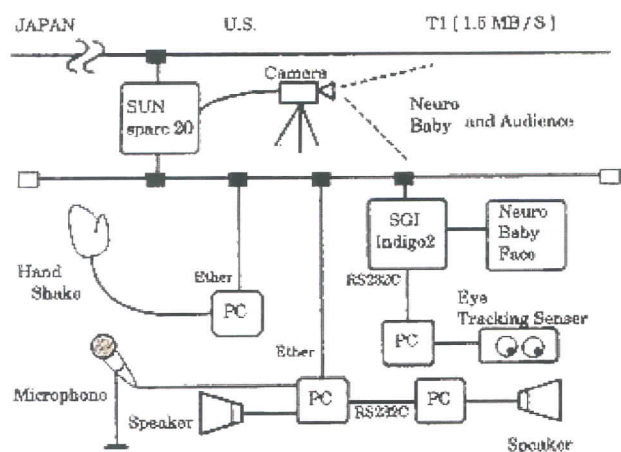 JAPAN U.S. T1 [ 1.5 MB / S ]
Camera
SUN
sparc 20
Neuro
Baby and Audience
SGI
Indigo2
Neuro
Baby
Face
Hand
Shake
Ether
PC
RS232C
Eye
Tracking Senser
PC
Ether
Microphone
Speaker
PC
RS232C
PC
Speaker